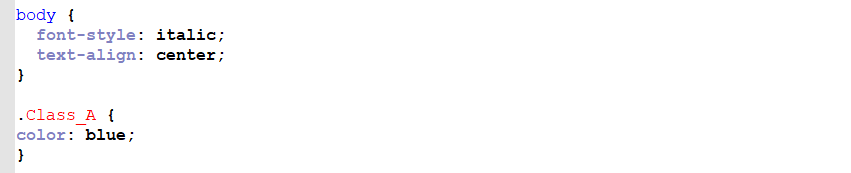 body {
  font-style: italic;
  text-align: center;
}

.Class_A {
color: blue;
}